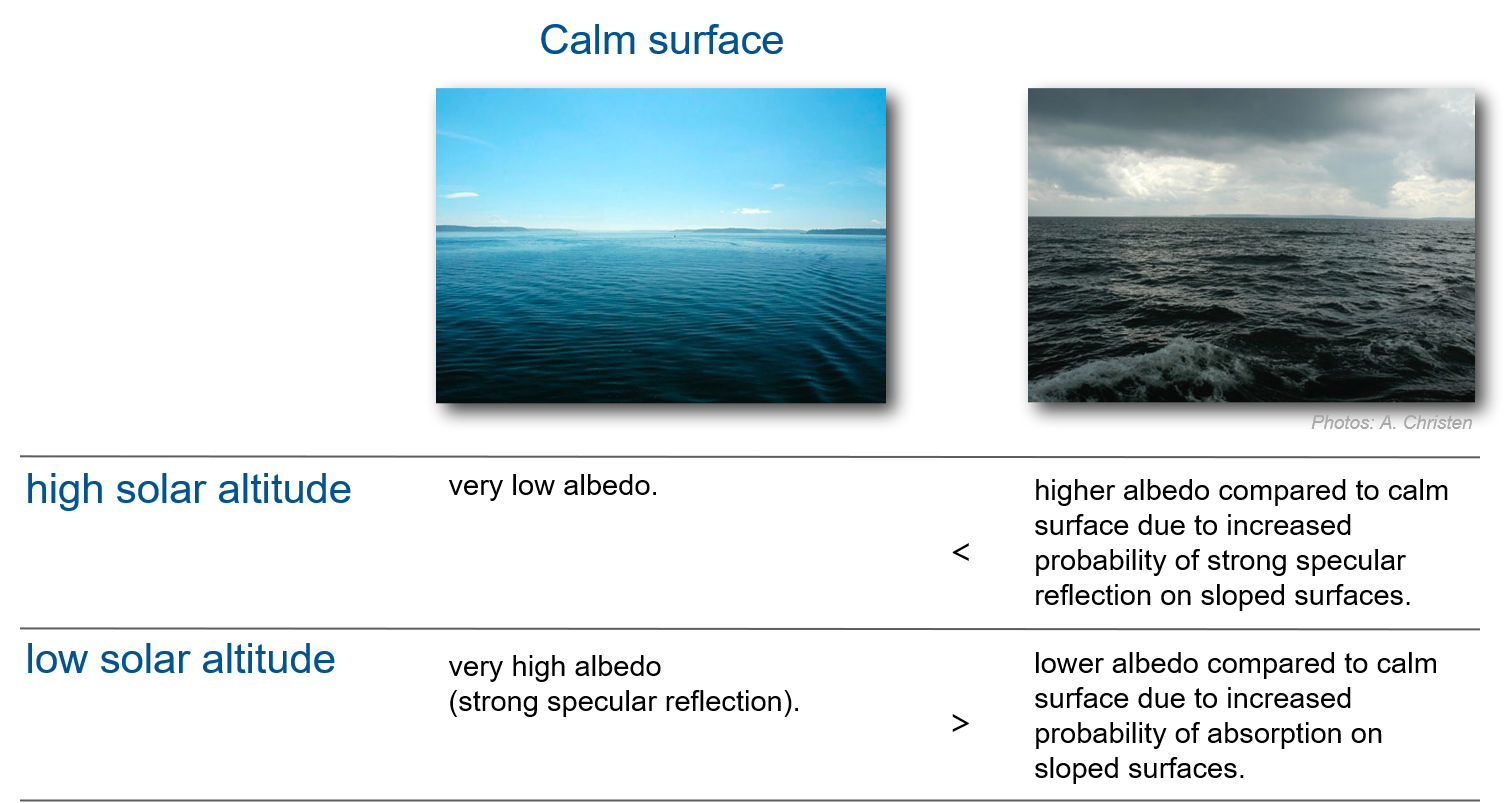 Calm surface
Photos: A. Christen
high solar altitude
very low albedo.
<
higher albedo compared to calm
surface due to increased
probability of strong specular
reflection on sloped surfaces.
low solar altitude
very high albedo
(strong specular reflection).
>
lower albedo compared to calm
surface due to increased
probability of absorption on
sloped surfaces.